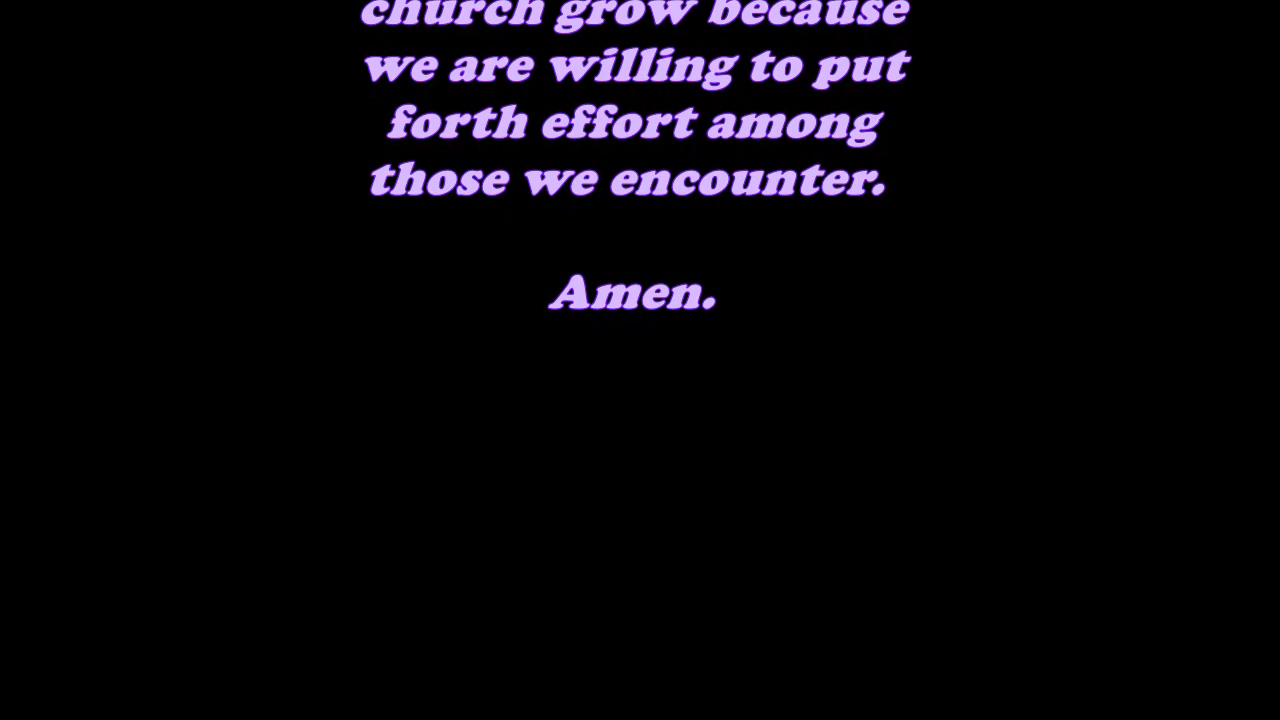 church grow because
we are willing to put
forth effort among
those we encounter.
Amen.